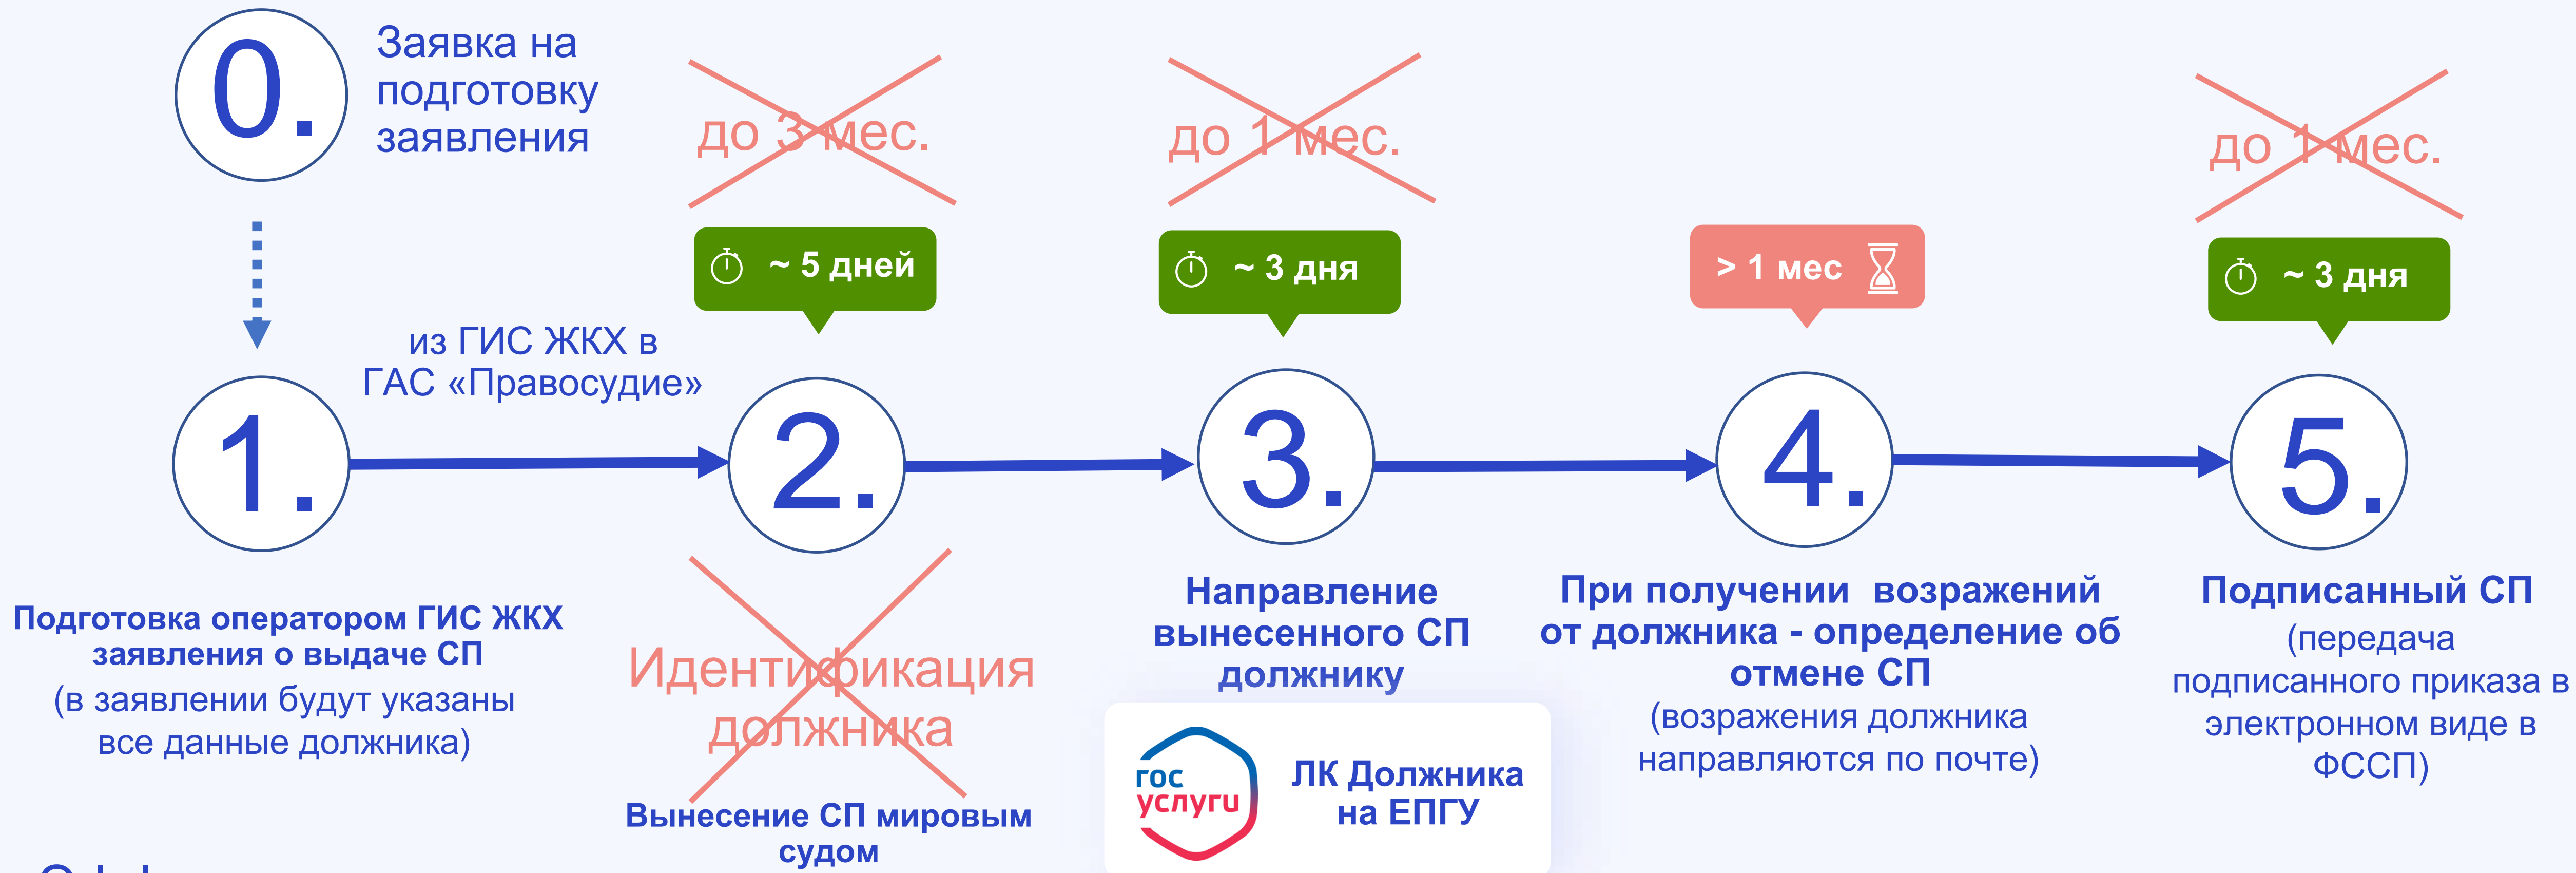 0.
Заявка на
подготовку
заявления
до 3 мес.
до 1 мес.
до 1 мес.
~ 5 дней
~ 3 дня
> 1 мес
~ 3 дня
из ГИС ЖКХ в
ГАС «Правосудие»
1.
2.
3.
4.
5.
Подготовка оператором ГИС ЖКХ
заявления о выдаче СП
(в заявлении будут указаны
все данные должника)
Идентификация
должника
Вынесение СП мировым
судом
Направление
вынесенного СП
должнику
гос
услуги
ЛК Должника
на ЕПГУ
При получении возражений
от должника - определение об
отмене СП
(возражения должника
направляются по почте)
Подписанный СП
(передача
подписанного приказа в
электронном виде в
ФССП)